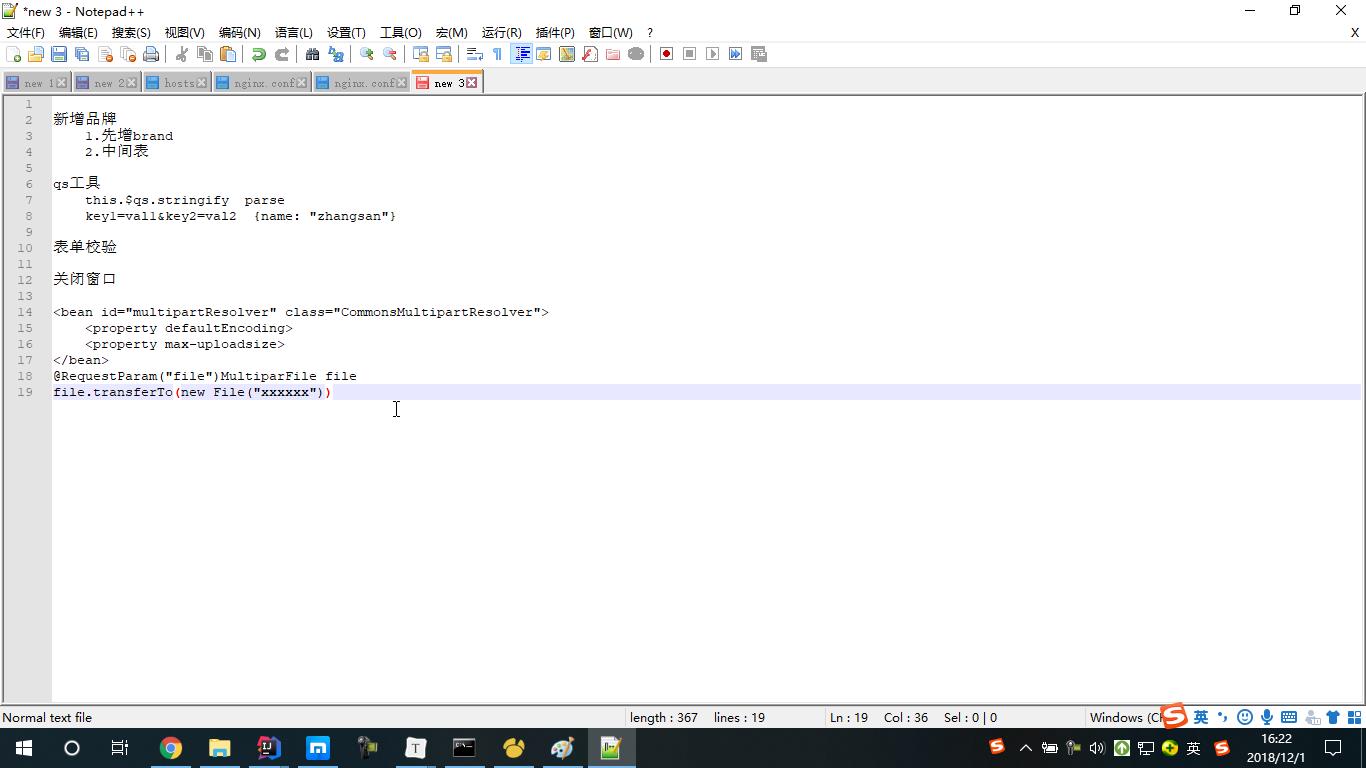 *new 3 - Notepad++
文件(F) 编辑(E) 搜索(S) 视图(V) 编码(N) 语言(L) 设置(T) 工具(O) 宏(M) 运行(R) 插件(P) 窗口(W) ? X
new 1 new 2 hosts nginx.conf nginx.conf new 3
1
2 新增品牌
3 1.先增brand
4 2.中间表
5
6 qs工具
7 this.$qs.stringify parse
8 key1=val1&key2=val2 {name: "zhangsan"}
9
10 表单校验
11
12 关闭窗口
13
14 <bean id="multipartResolver" class="CommonsMultipartResolver">
15 <property defaultEncoding>
16 <property max-uploadsize>
17 </bean>
18 @RequestParam("file")MultiparFile file
19 file.transferTo(new File("xxxxxx"))
Normal text file length : 367 lines : 19 Ln : 19 Col : 36 Sel : 0 | 0 Windows (C 英
英 16:22
2018/12/1